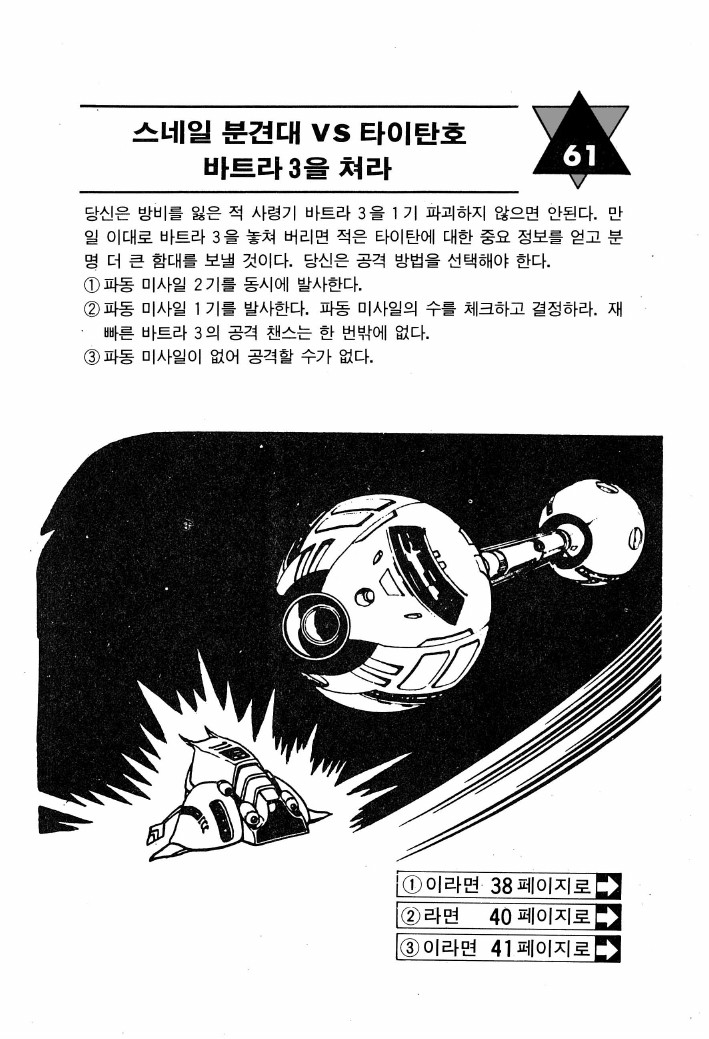 스네일 분견대 VS 타이탄호
바트라 3을 쳐라
61
당신은 방비를 잃은 적 사령기 바트라 3을 1기 파괴하지 않으면 안된다. 만
일 이대로 바트라 3을 놓쳐 버리면 적은 타이탄에 대한 중요 정보를 얻고 분
명 더 큰 함대를 보낼 것이다. 당신은 공격 방법을 선택해야 한다.
①파동 미사일 2기를 동시에 발사한다.
②파동 미사일 1기를 발사한다. 파동 미사일의 수를 체크하고 결정하라. 재
빠른 바트라 3의 공격 챈스는 한 번밖에 없다.
③파동 미사일이 없어 공격할 수가 없다.
①이라면 38페이지로➡
②라면 40페이지로➡
③이라면 41페이지로➡